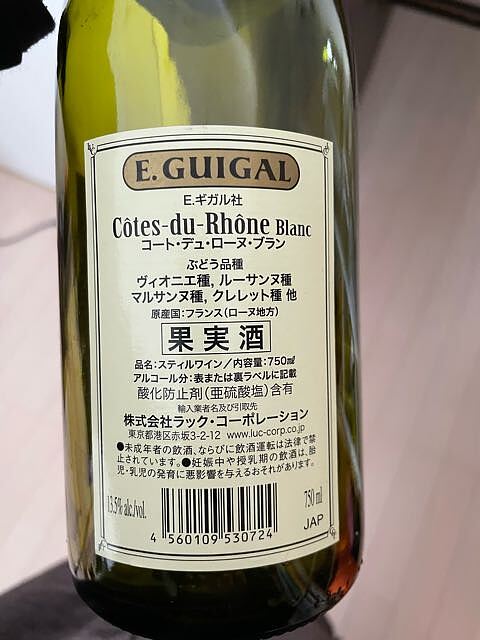 E. GUIGAL
E.ギガル社
Côtes-du-Rhône Blanc
コート・デュ・ローヌ・ブラン
ぶどう品種
ヴィオニエ種, ルーサンヌ種
マルサンヌ種, クレレット種 他
原産国：フランス(ローヌ地方)
果実酒
品名：スティルワイン／内容量：750㎖
アルコール分：表または裏ラベルに記載
酸化防止剤(亜硫酸塩)含有
輸入業者名及び引取先
株式会社ラック・コーポレーション
東京都港区赤坂3-2-12 www.luc-corp.co.jp
●未成年者の飲酒、ならびに飲酒運転は法律で禁
止されています。●妊娠中や授乳期の飲酒は、胎
児・乳児の発育に悪影響を与えるおそれがあります。
13.5% alc./vol.
750 ml
4 560109 530724
JAP